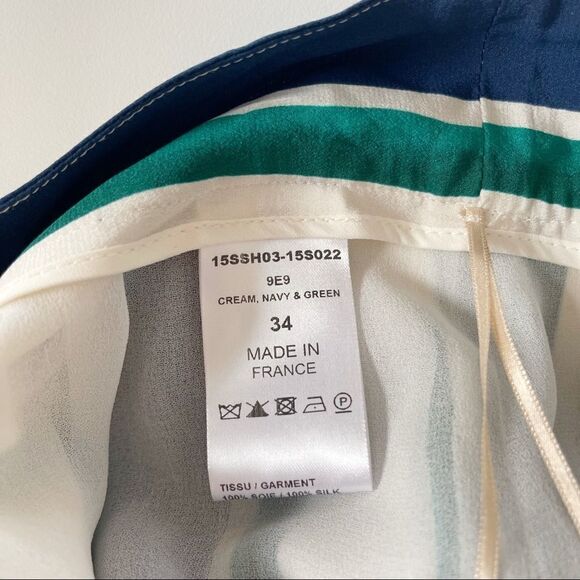 15SSH03-15S022
9E9
CREAM, NAVY & GREEN
34
MADE IN
FRANCE
P
TISSU / GARMENT
100% SOIE / 100% SILK